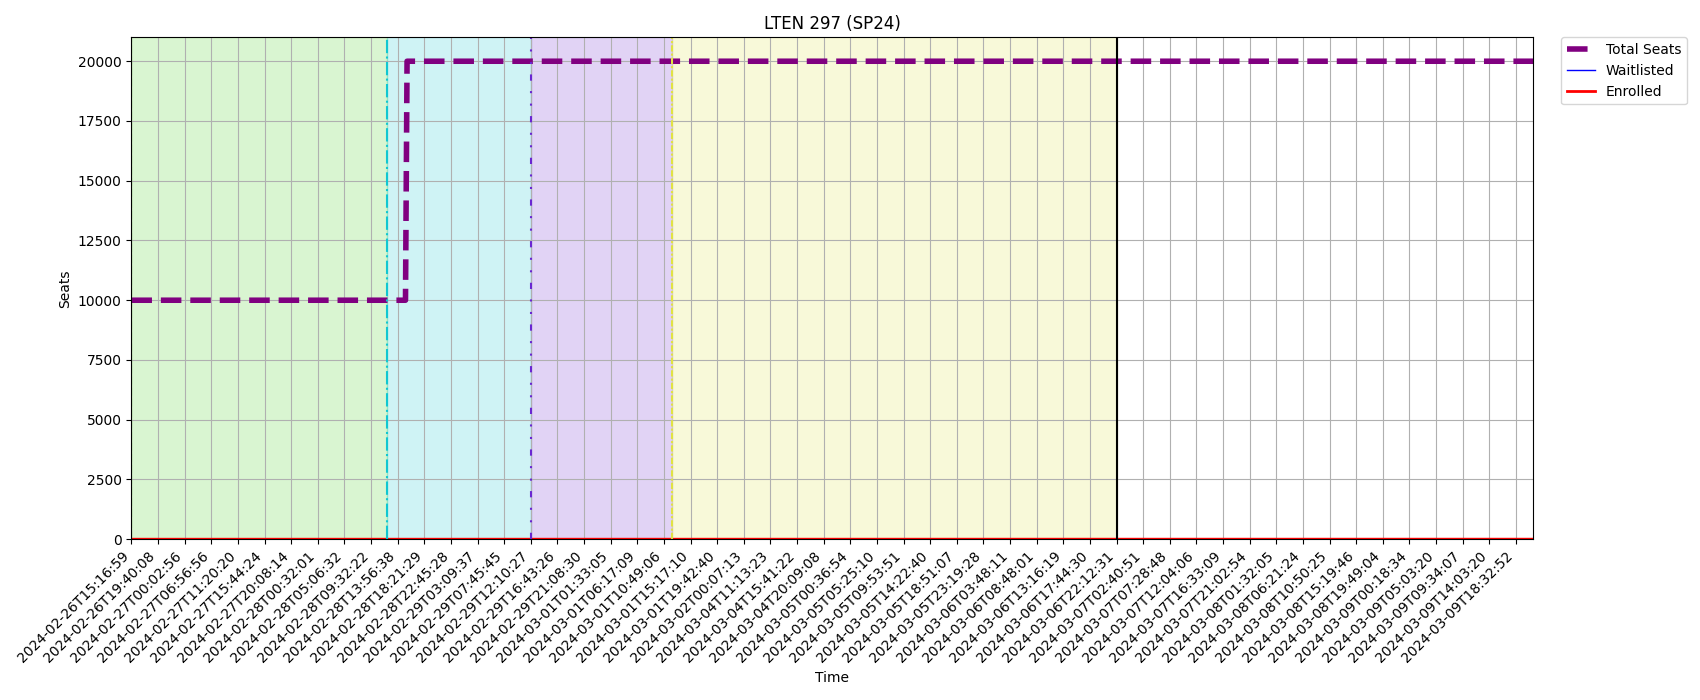 LTEN 297 (SP24)
Total Seats
Waitlisted
Enrolled
20000
17500
15000
12500
10000
7500
5000
2500
0
Seats
2024-02-26T15:16:59
2024-02-26T19:40:08
2024-02-27T00:02:56
2024-02-27T06:56:56
2024-02-27T11:20:20
2024-02-27T15:44:24
2024-02-27T20:08:14
2024-02-28T00:32:01
2024-02-28T05:06:32
2024-02-28T09:32:22
2024-02-28T13:56:38
2024-02-28T18:21:29
2024-02-28T22:45:28
2024-02-29T03:09:37
2024-02-29T07:45:45
2024-02-29T12:10:27
2024-02-29T16:43:26
2024-02-29T21:08:30
2024-03-01T01:33:05
2024-03-01T06:17:09
2024-03-01T10:49:06
2024-03-01T15:17:10
2024-03-01T19:42:40
2024-03-02T00:07:13
2024-03-04T11:13:23
2024-03-04T15:41:22
2024-03-04T20:09:08
2024-03-05T00:36:54
2024-03-05T05:25:10
2024-03-05T09:53:51
2024-03-05T14:22:40
2024-03-05T18:51:07
2024-03-05T23:19:28
2024-03-06T03:48:11
2024-03-06T08:48:01
2024-03-06T13:16:19
2024-03-06T17:44:30
2024-03-06T22:12:31
2024-03-07T02:40:51
2024-03-07T07:28:48
2024-03-07T12:04:06
2024-03-07T16:33:09
2024-03-07T21:02:54
2024-03-08T01:32:05
2024-03-08T06:21:24
2024-03-08T10:50:25
2024-03-08T15:19:46
2024-03-08T19:49:04
2024-03-09T00:18:34
2024-03-09T05:03:20
2024-03-09T09:34:07
2024-03-09T14:03:20
2024-03-09T18:32:52
Time